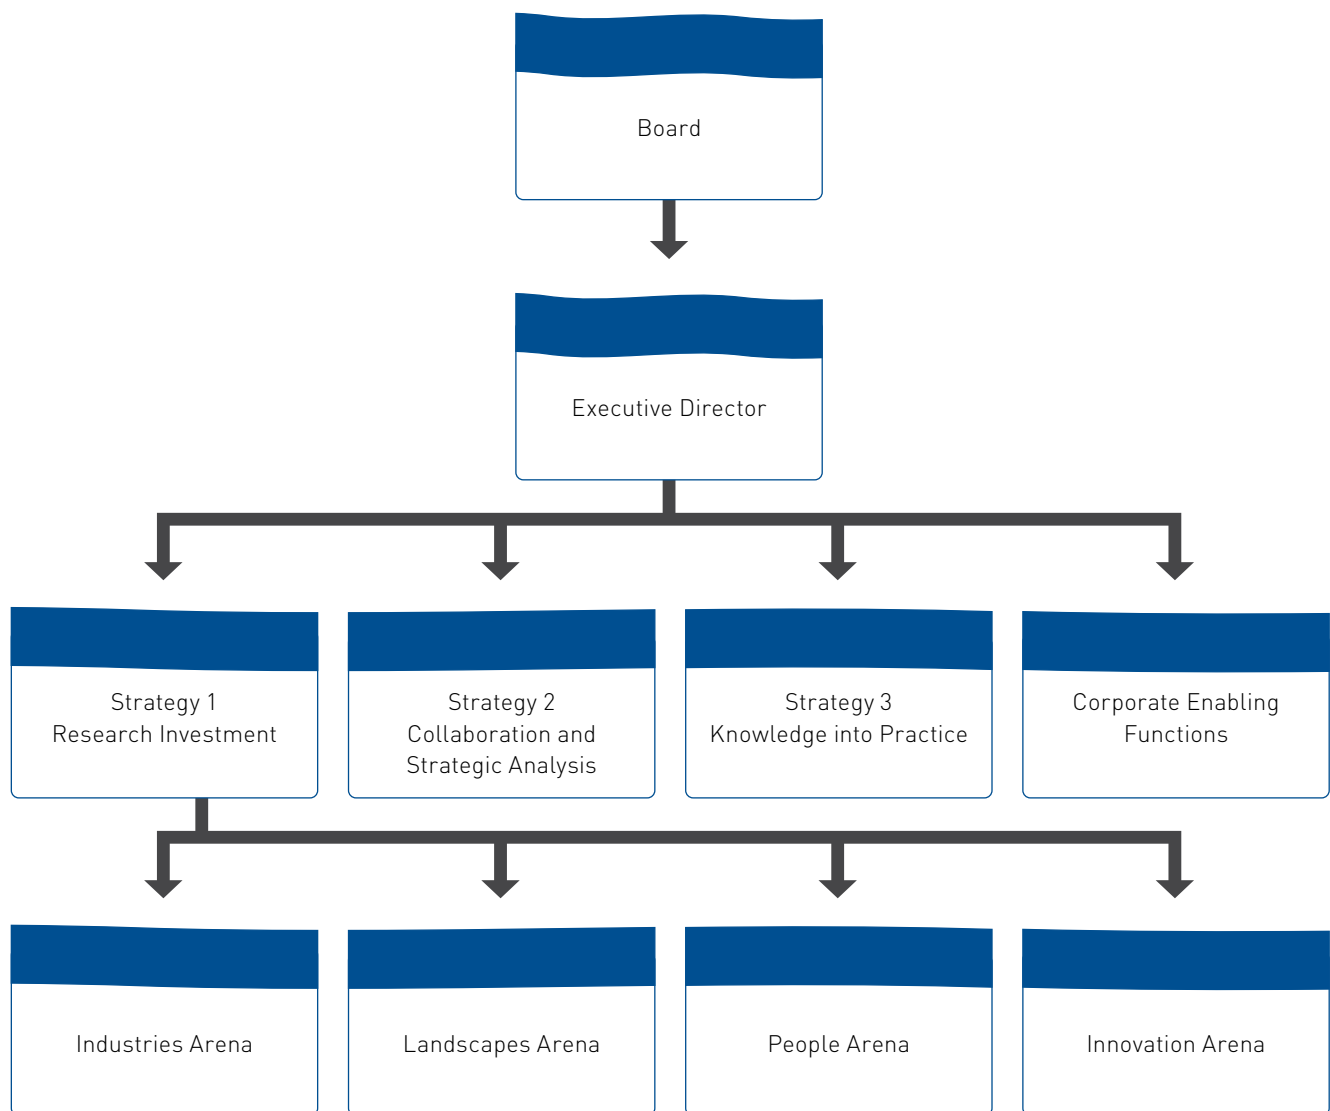 Board
Executive Director
Strategy 1
Research Investment
Strategy 2
Collaboration and
Strategic Analysis
Strategy 3
Knowledge into Practice
Corporate Enabling
Functions
Industries Arena
Landscapes Arena
People Arena
Innovation Arena